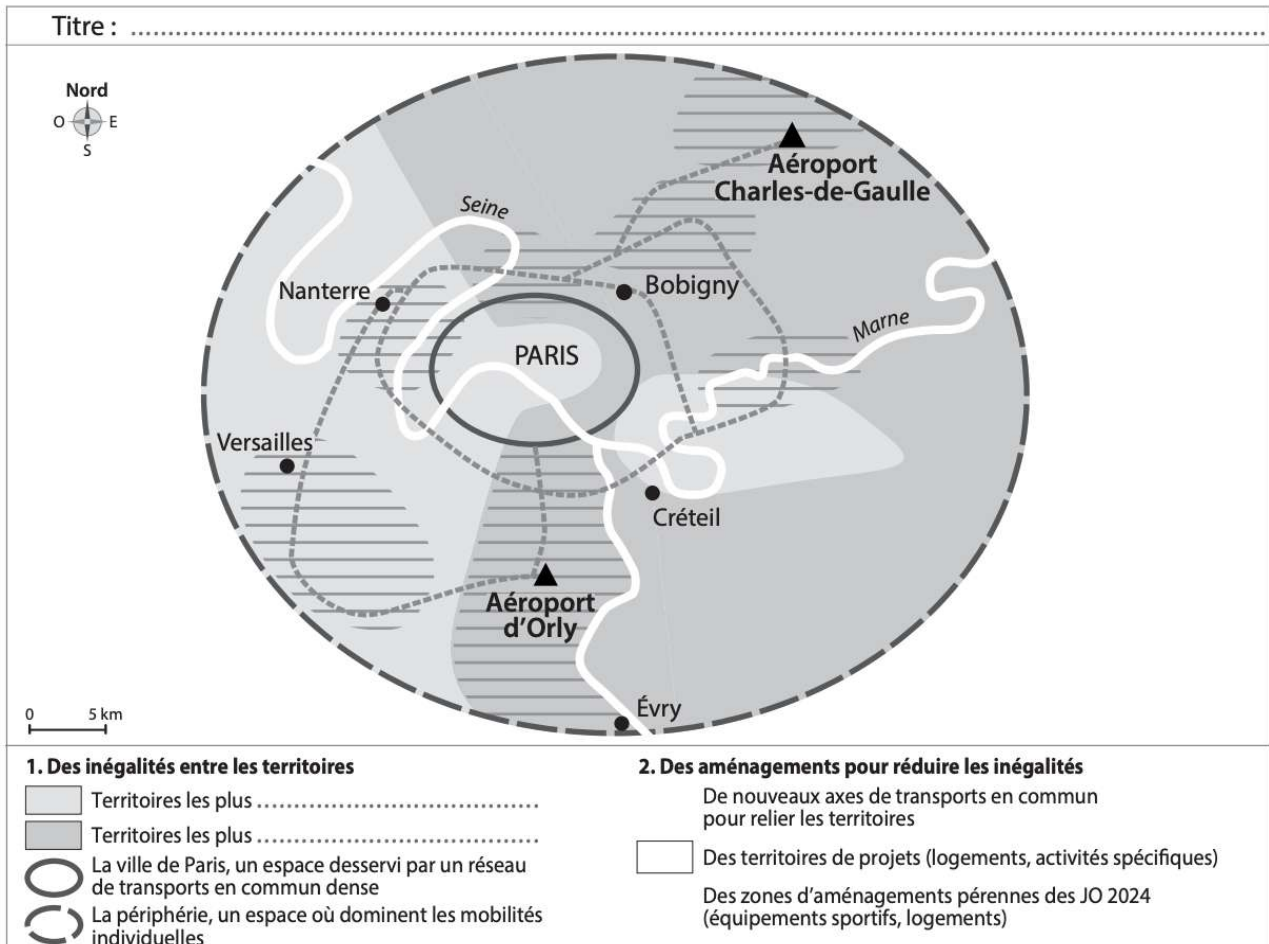 Titre : ....................................................................................................
Nord
O E
S
Aéroport
Charles-de-Gaulle
Seine
Nanterre
Bobigny
Marne
PARIS
Versailles
Créteil
Aéroport
d'Orly
Évry
0 5 km
1. Des inégalités entre les territoires
Territoires les plus ..........................................
Territoires les plus ..........................................
La ville de Paris, un espace desservi par un réseau
de transports en commun dense
La périphérie, un espace où dominent les mobilités
individuelles
2. Des aménagements pour réduire les inégalités
De nouveaux axes de transports en commun
pour relier les territoires
Des territoires de projets (logements, activités spécifiques)
Des zones d'aménagements pérennes des JO 2024
(équipements sportifs, logements)